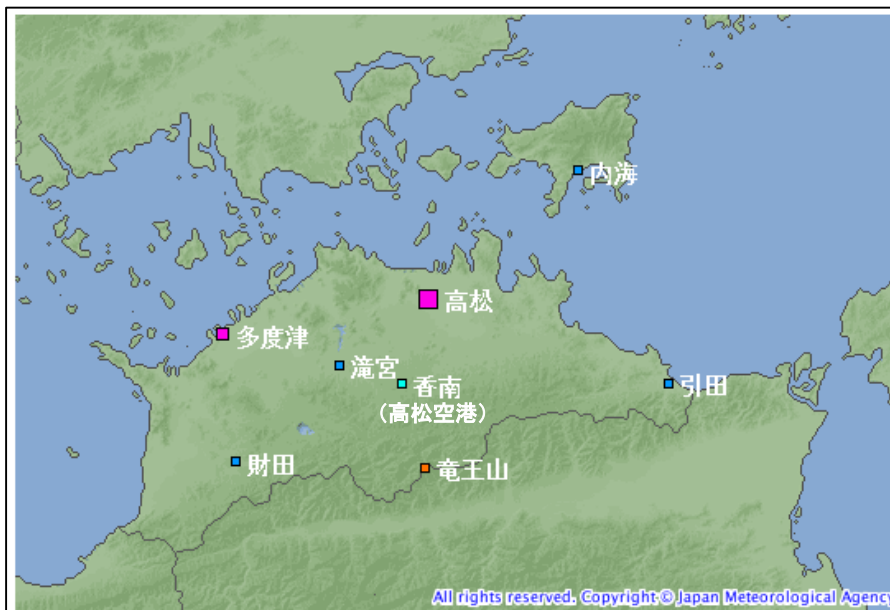 内海
高松
多度津
滝宮
香南
(高松空港)
引田
財田
竜王山
All rights reserved. Copyright © Japan Meteorological Agency